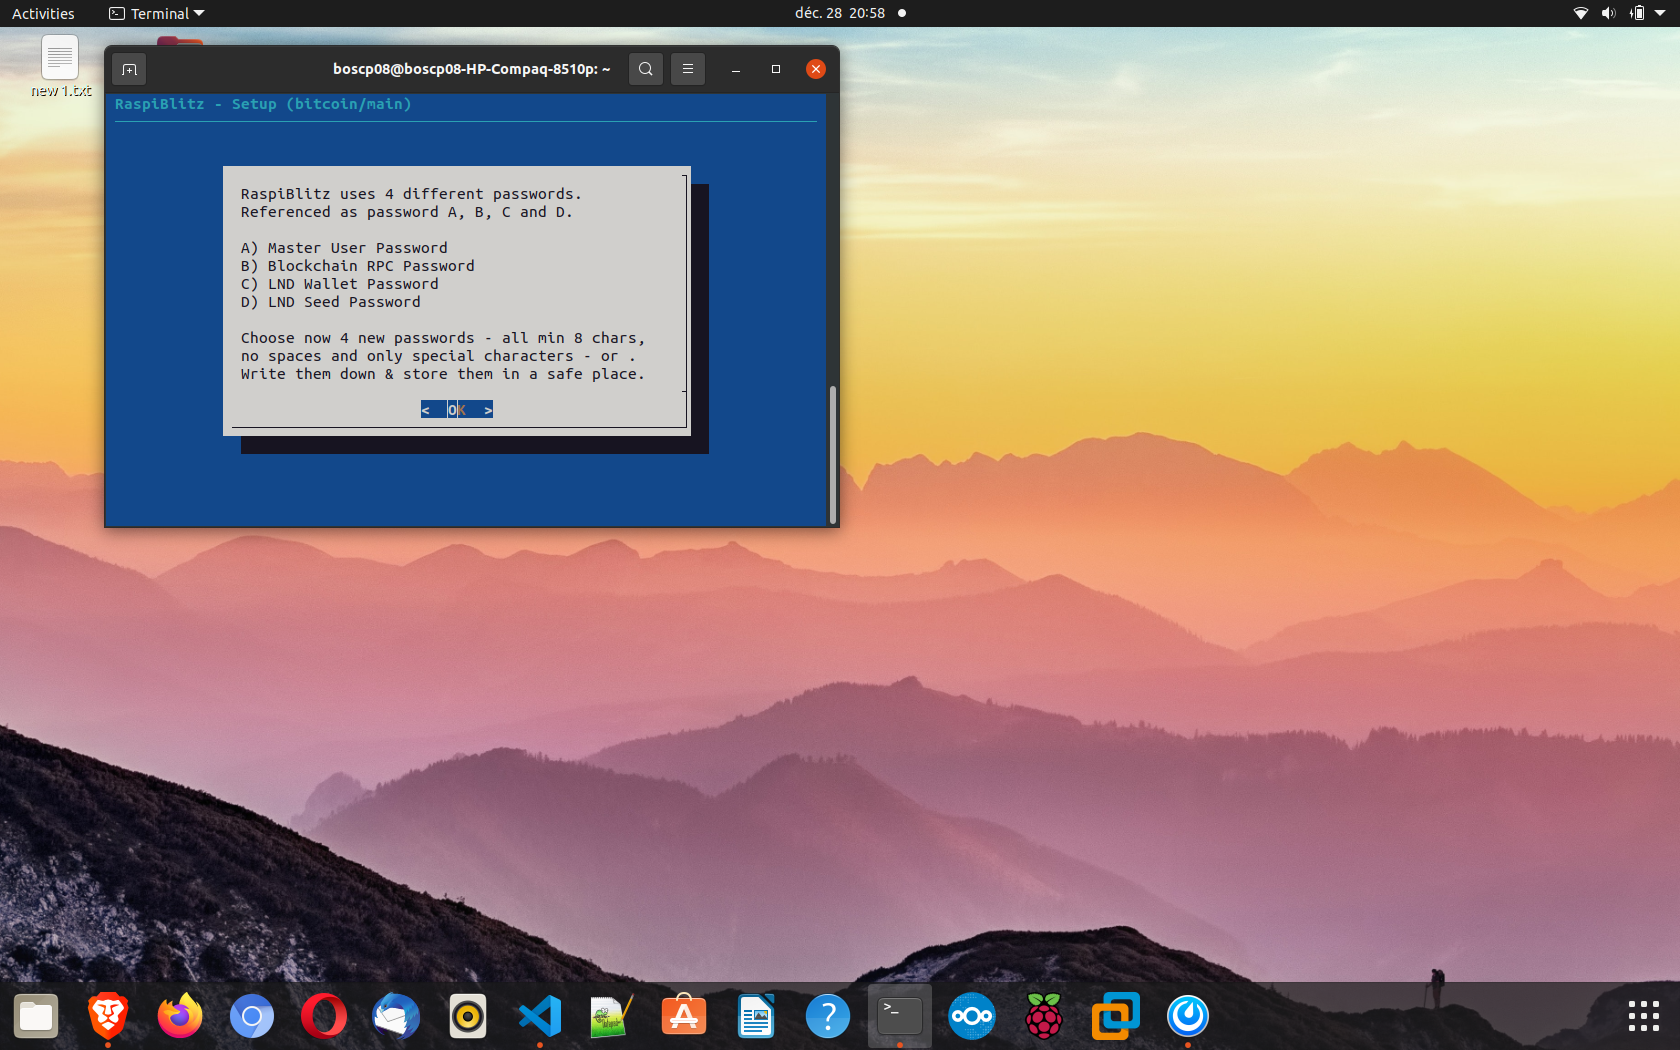 Activities
Terminal
déc. 28 20:58
new 1.txt
boscp08@boscp08-HP-Compaq-8510p: ~
RaspiBlitz - Setup (bitcoin/main)
RaspiBlitz uses 4 different passwords.
Referenced as password A, B, C and D.
A) Master User Password
B) Blockchain RPC Password
C) LND Wallet Password
D) LND Seed Password
Choose now 4 new passwords - all min 8 chars,
no spaces and only special characters - or .
Write them down & store them in a safe place.
< OK >